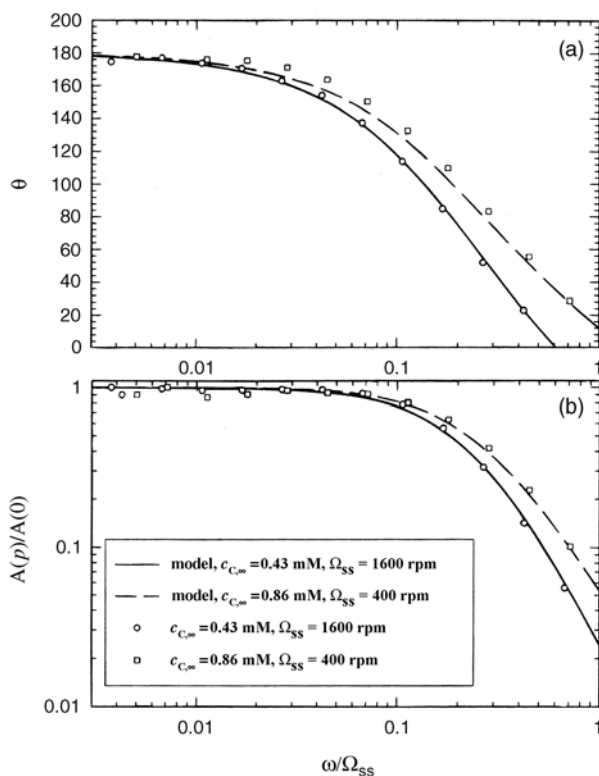 200
(a)
180
160
140
120
100
80
60
40
20
0
θ
0.01
0.1
1
1
(b)
0.1
0.01
A(p)/A(0)
model, c_C,∞ = 0.43 mM, Ω_SS = 1600 rpm
model, c_C,∞ = 0.86 mM, Ω_SS = 400 rpm
c_C,∞ = 0.43 mM, Ω_SS = 1600 rpm
c_C,∞ = 0.86 mM, Ω_SS = 400 rpm
0.01
0.1
1
ω/Ω_SS